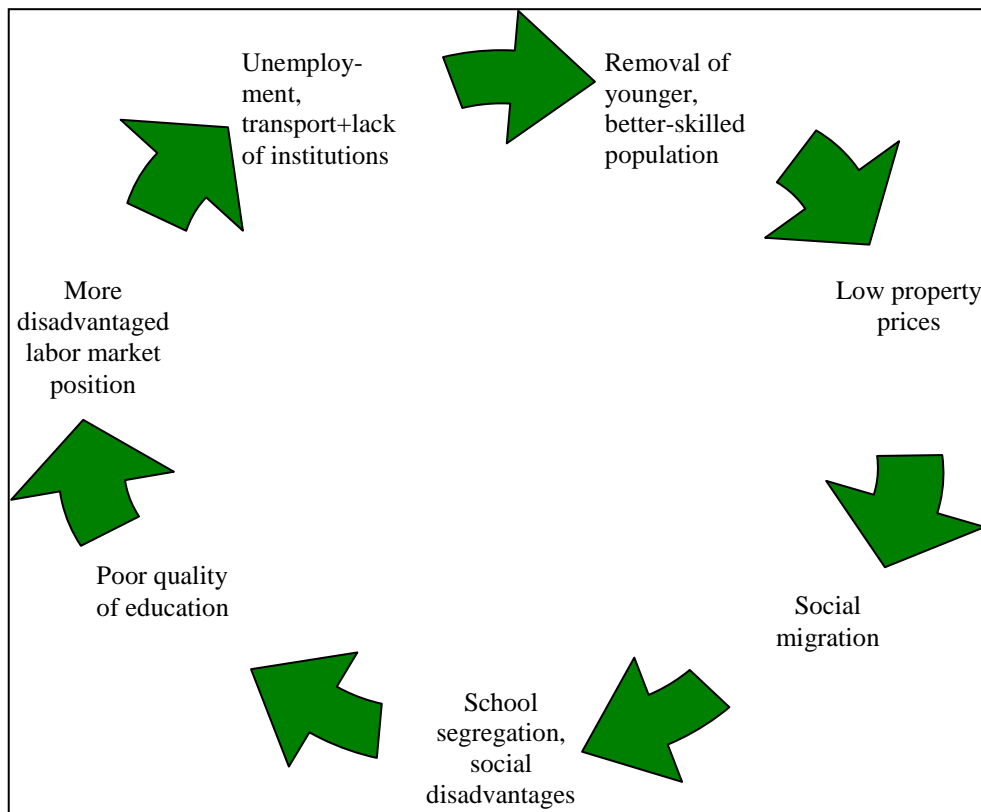 Unemploy-
ment,
transport+lack
of institutions
Removal of
younger,
better-skilled
population
Low property
prices
Social
migration
School
segregation,
social
disadvantages
Poor quality
of education
More
disadvantaged
labor market
position